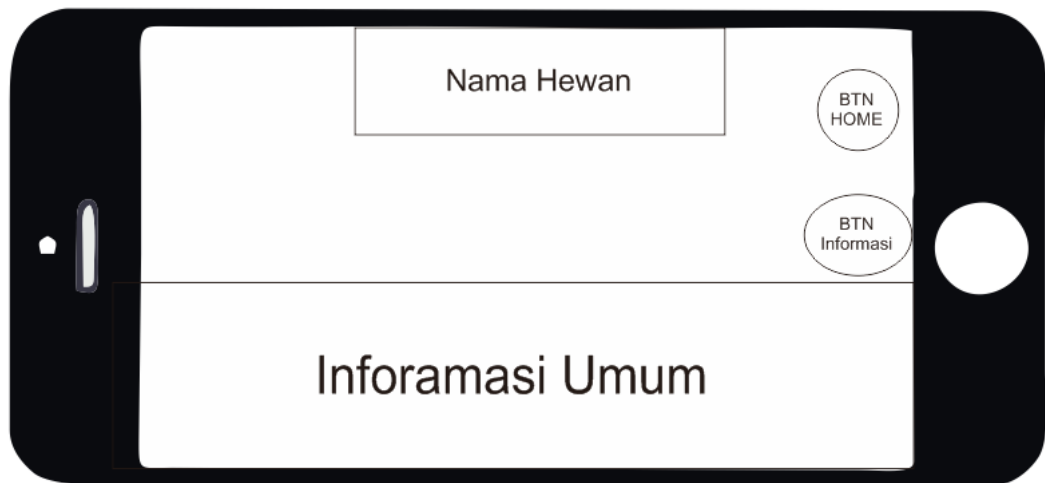 Nama Hewan
BTN
HOME
BTN
Informasi
Inforamasi Umum